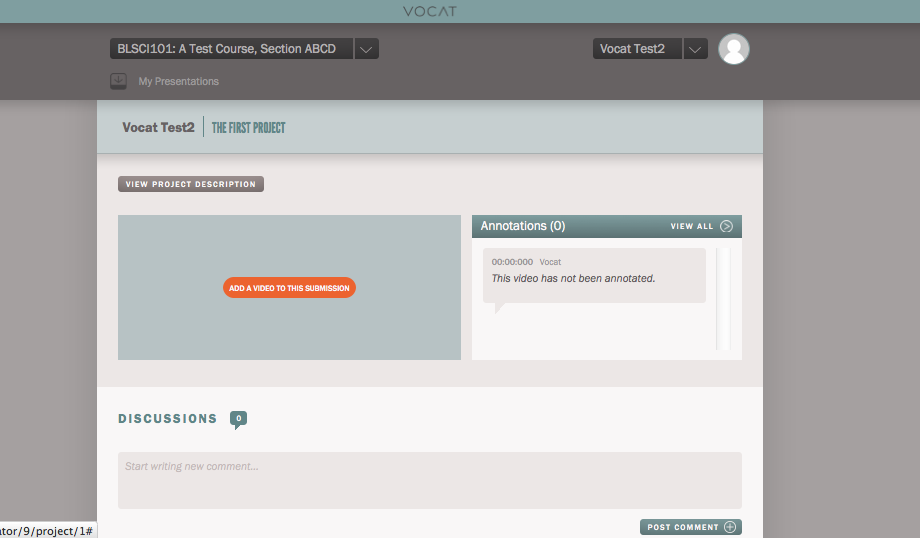 VOCAT
BLSCI101: A Test Course, Section ABCD
Vocat Test2
My Presentations
Vocat Test2
THE FIRST PROJECT
VIEW PROJECT DESCRIPTION
ADD A VIDEO TO THIS SUBMISSION
Annotations (0)
VIEW ALL
00:00:000 Vocat
This video has not been annotated.
DISCUSSIONS 0
Start writing new comment...
POST COMMENT
ator/9/project/1#